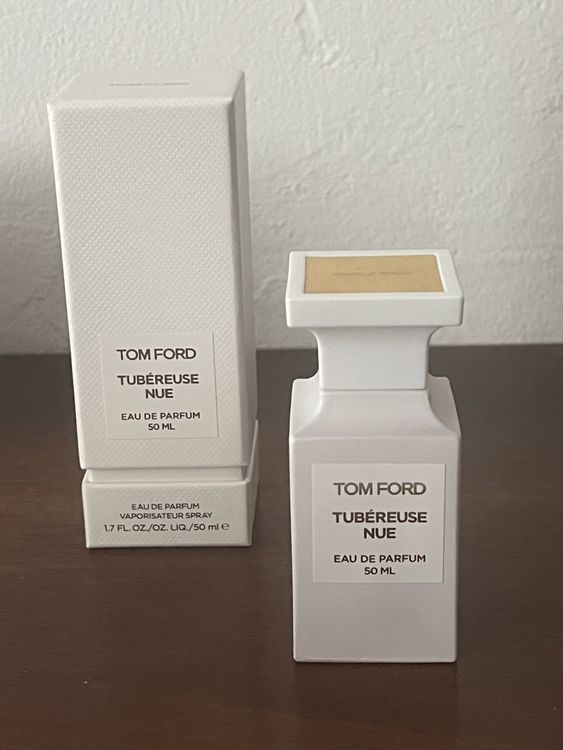 TOM FORD
TUBÉREUSE
NUE
EAU DE PARFUM
50 ML
EAU DE PARFUM
VAPORISATEUR SPRAY
1.7 FL. OZ./OZ. LIQ./50 ml ℮
TOM FORD
TUBÉREUSE
NUE
EAU DE PARFUM
50 ML